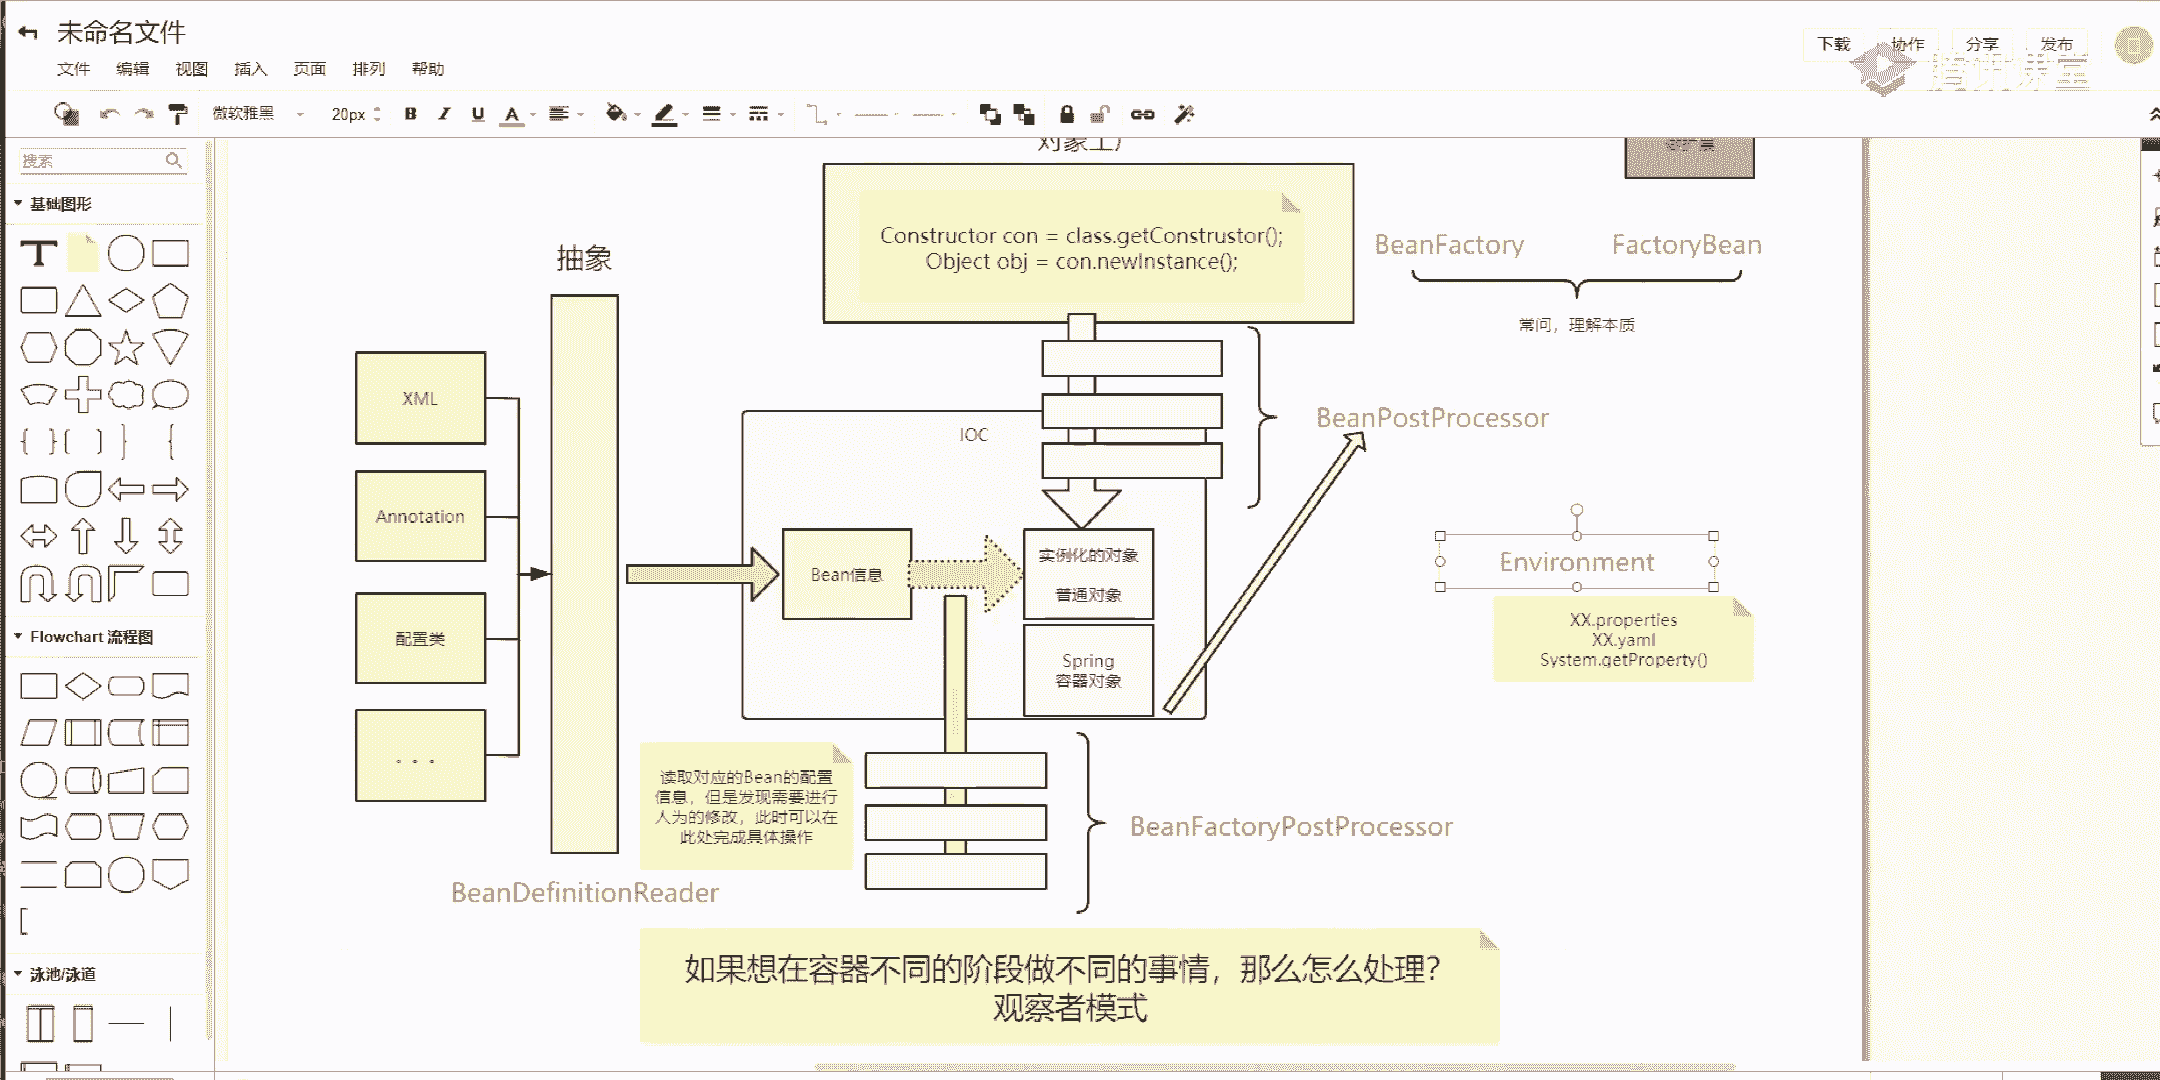 未命名文件
文件 编辑 视图 插入 页面 排列 帮助
下载 协作 分享 发布
腾讯课堂
微软雅黑 20px B I U A
搜索
基础图形
T
Flowchart 流程图
泳池/泳道
对象工厂
Constructor con = class.getConstrustor();
Object obj = con.newInstance();
BeanFactory FactoryBean
常问，理解本质
抽象
XML
Annotation
配置类
. . .
IOC
BeanPostProcessor
Bean信息
实例化的对象
普通对象
Spring
容器对象
Environment
XX.properties
XX.yaml
System.getProperty()
读取对应的Bean的配置
信息，但是发现需要进行
人为的修改，此时可以在
此处完成具体操作
BeanFactoryPostProcessor
BeanDefinitionReader
如果想在容器不同的阶段做不同的事情，那么怎么处理？
观察者模式